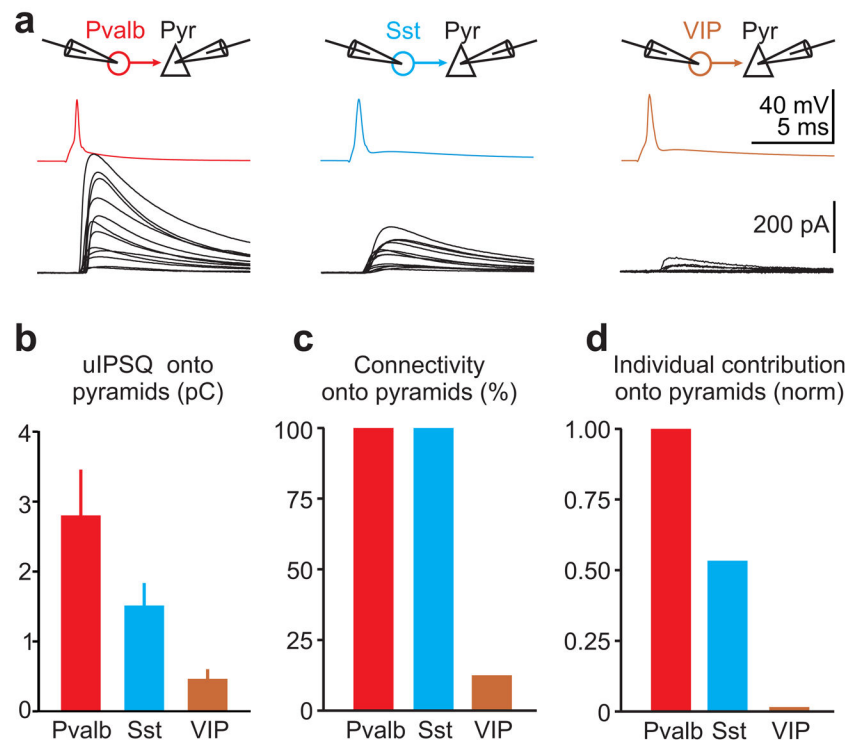 a
Pvalb Pyr
Sst Pyr
VIP Pyr
40 mV
5 ms
200 pA
b
uIPSQ onto
pyramids (pC)
4
3
2
1
0
Pvalb Sst VIP
c
Connectivity
onto pyramids (%)
100
75
50
25
0
Pvalb Sst VIP
d
Individual contribution
onto pyramids (norm)
1.00
0.75
0.50
0.25
0
Pvalb Sst VIP